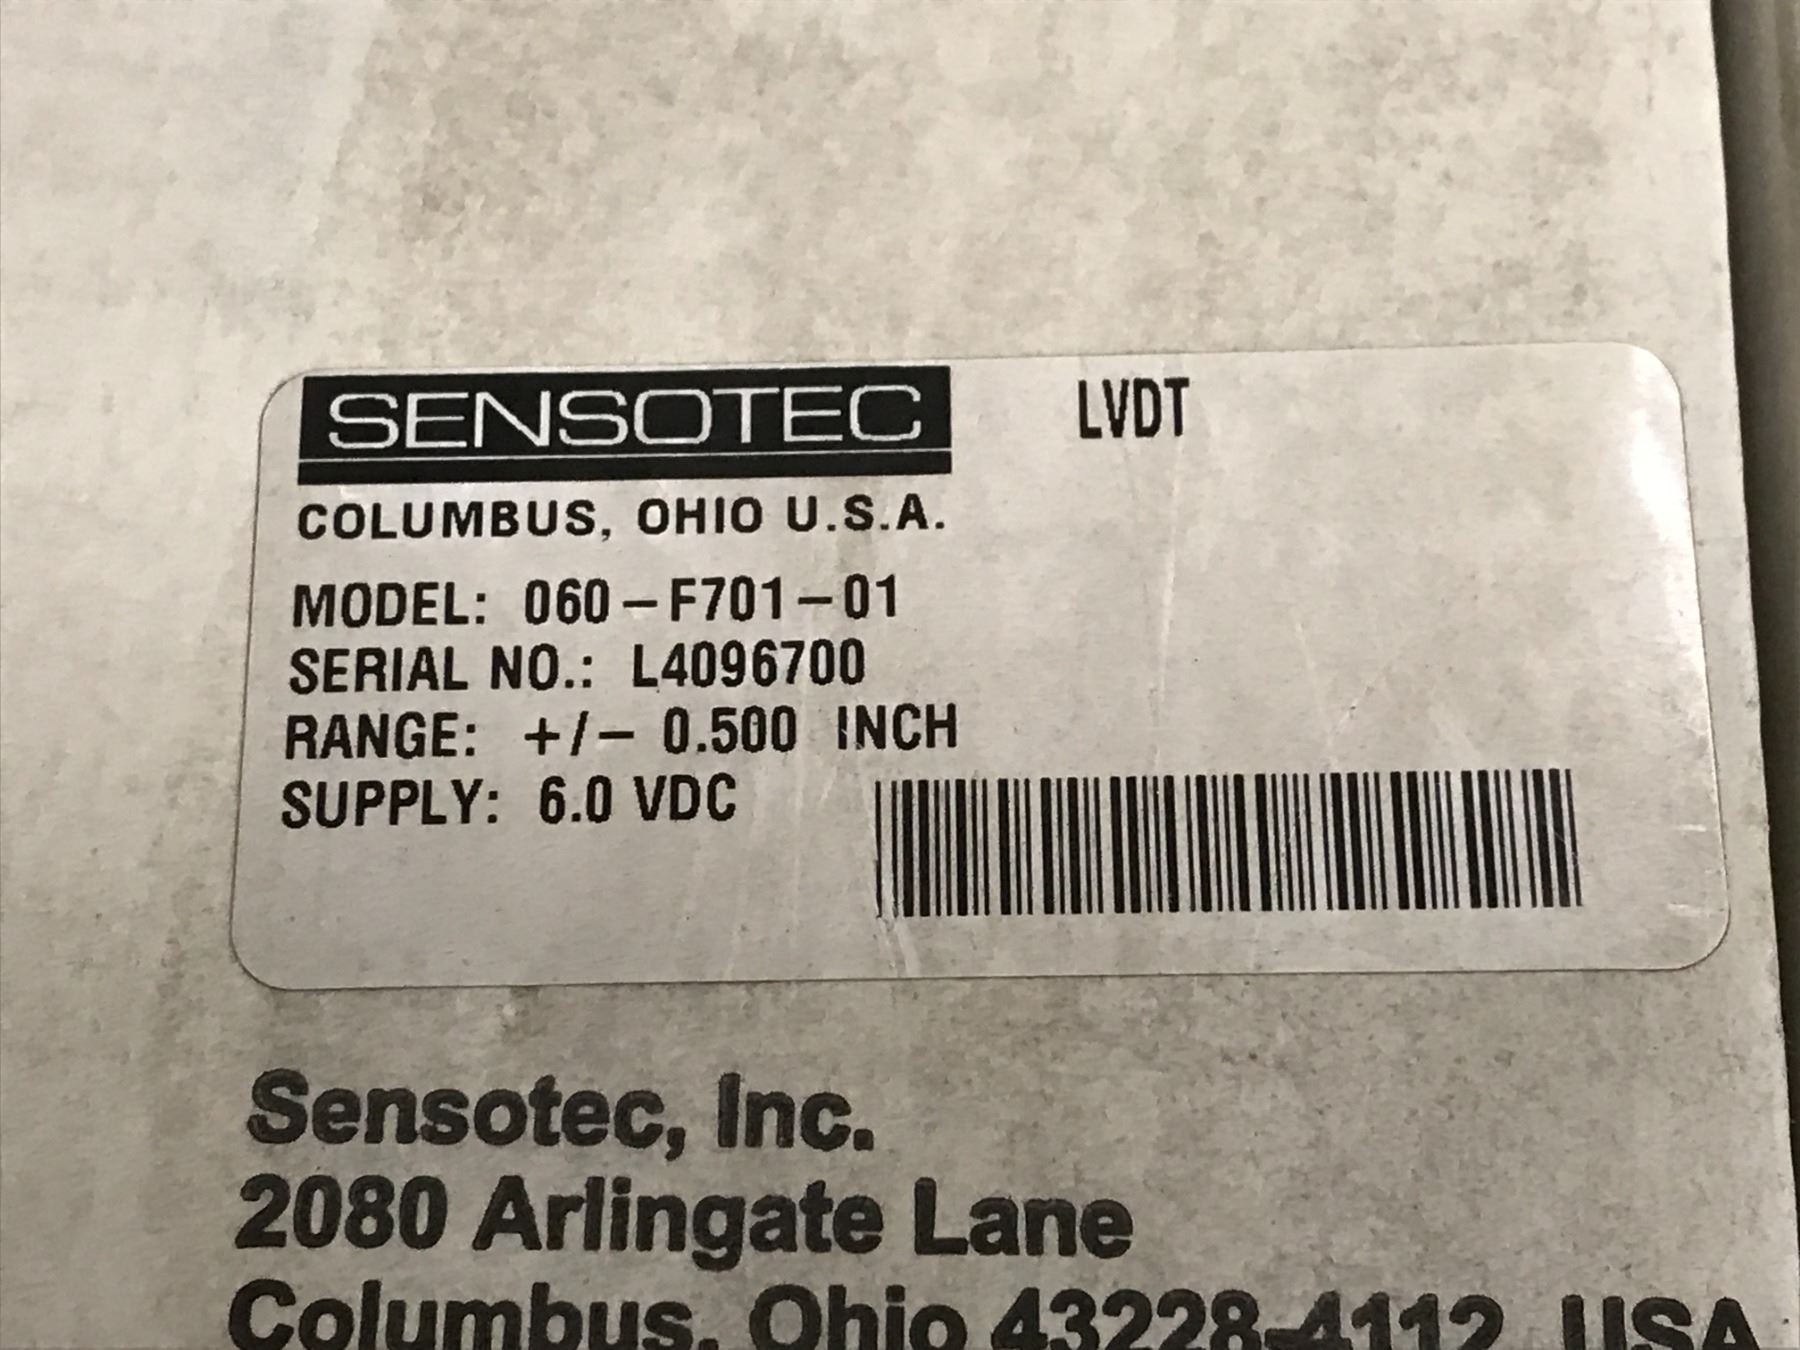 SENSOTEC LVDT
COLUMBUS, OHIO U.S.A.
MODEL: 060-F701-01
SERIAL NO.: L4096700
RANGE: +/- 0.500 INCH
SUPPLY: 6.0 VDC
Sensotec, Inc.
2080 Arlingate Lane
Columbus, Ohio 43228-4112 USA